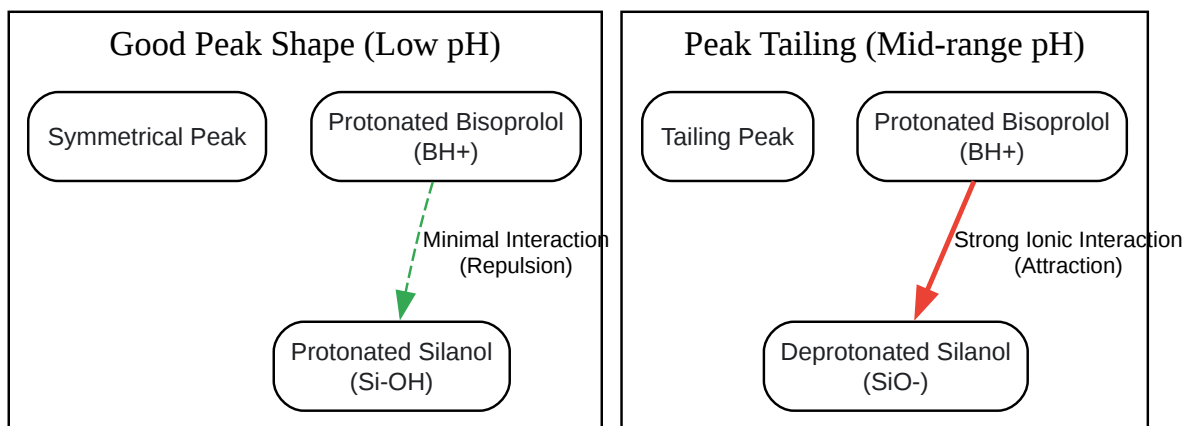 Good Peak Shape (Low pH)
Symmetrical Peak
Protonated Bisoprolol
(BH+)
Minimal Interaction
(Repulsion)
Protonated Silanol
(Si-OH)
Peak Tailing (Mid-range pH)
Tailing Peak
Protonated Bisoprolol
(BH+)
Strong Ionic Interaction
(Attraction)
Deprotonated Silanol
(SiO-)